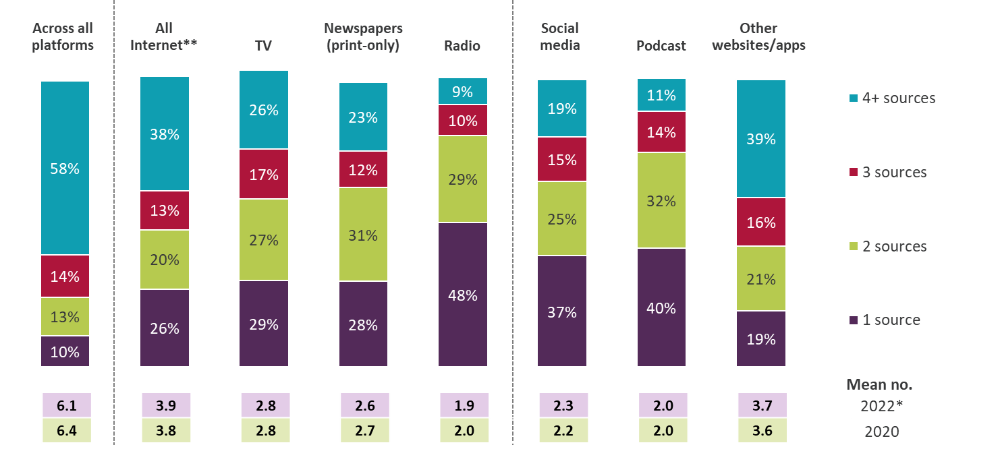 Across all
platforms
All
Internet**
TV
Newspapers
(print-only)
Radio
Social
media
Podcast
Other
websites/apps
58%
14%
13%
10%
38%
13%
20%
26%
26%
17%
27%
29%
23%
12%
31%
28%
9%
10%
29%
48%
19%
15%
25%
37%
11%
14%
32%
40%
39%
16%
21%
19%
4+ sources
3 sources
2 sources
1 source
Mean no.
6.1 3.9 2.8 2.6 1.9 2.3 2.0 3.7 2022*
6.4 3.8 2.8 2.7 2.0 2.2 2.0 3.6 2020